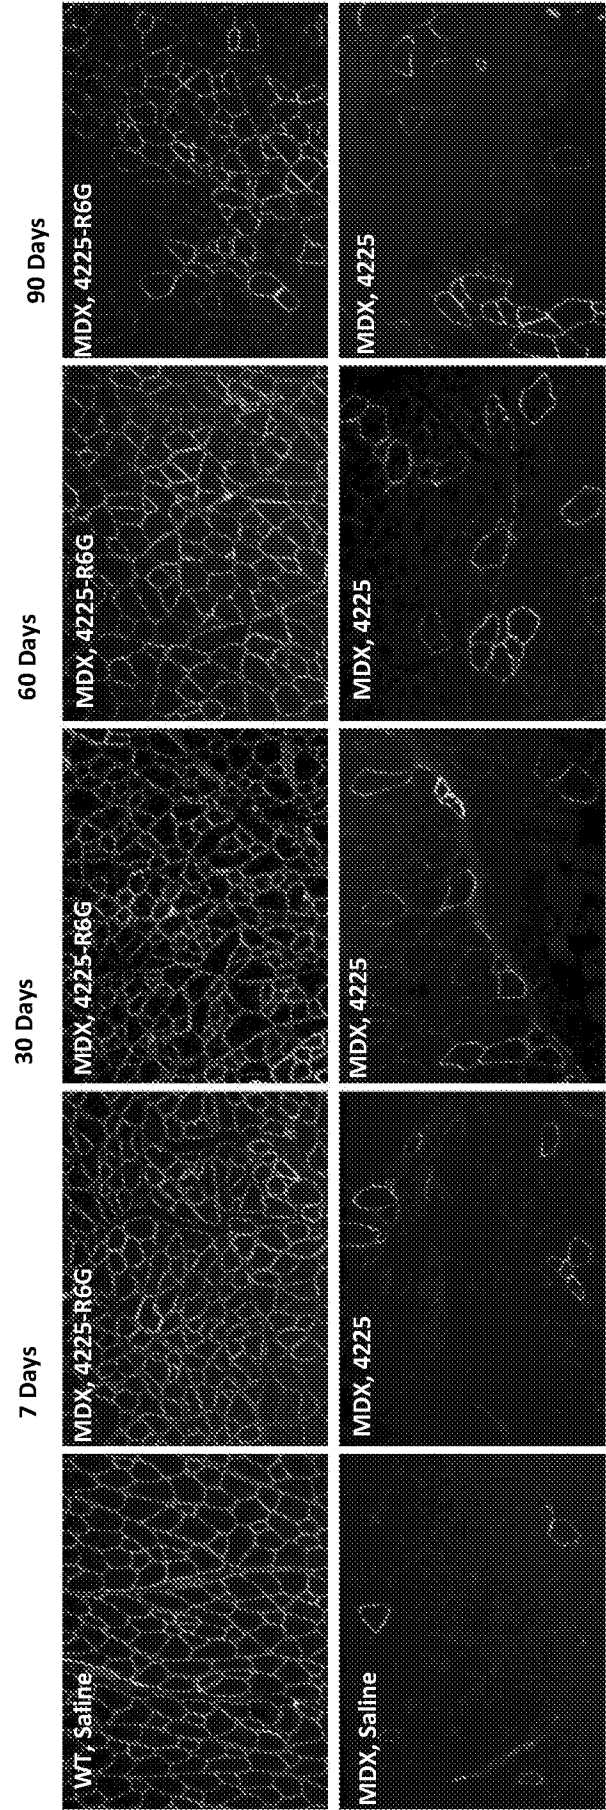 7 Days
30 Days
60 Days
90 Days
WT, Saline
MDX, 4225-R6G
MDX, 4225-R6G
MDX, 4225-R6G
MDX, 4225-R6G
MDX, Saline
MDX, 4225
MDX, 4225
MDX, 4225
MDX, 4225